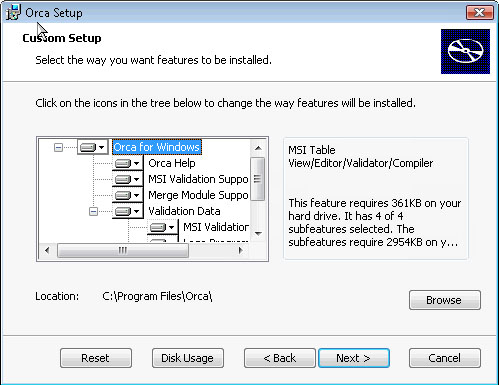 Orca Setup
Custom Setup
Select the way you want features to be installed.
Click on the icons in the tree below to change the way features will be installed.
Orca for Windows
Orca Help
MSI Validation Suppo
Merge Module Suppo
Validation Data
MSI Validation
MSI Table
View/Editor/Validator/Compiler
This feature requires 361KB on your
hard drive. It has 4 of 4
subfeatures selected. The
subfeatures require 2954KB on y...
Location:
C:\Program Files\Orca\
Browse
Reset
Disk Usage
< Back
Next >
Cancel